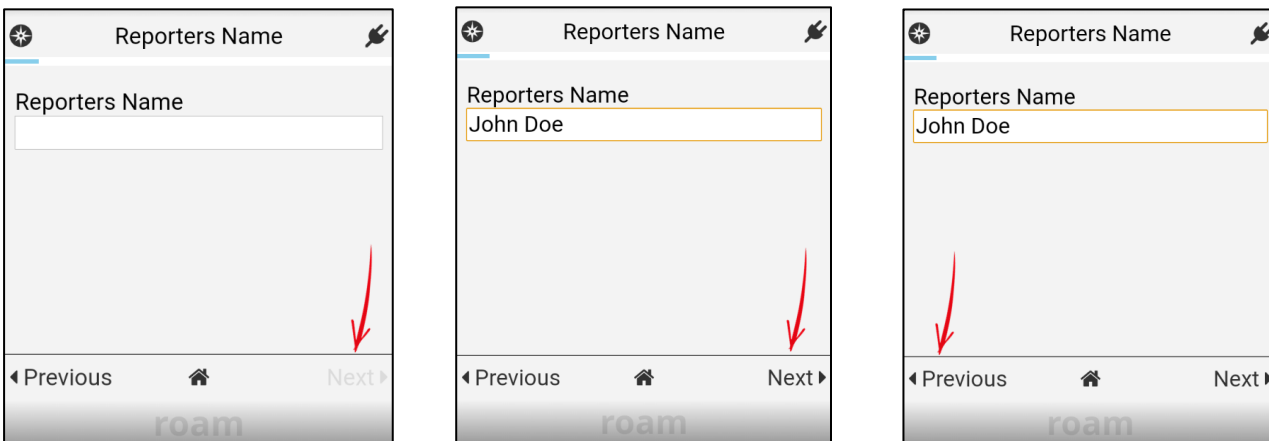 Reporters Name
Reporters Name
Previous
Next
roam
Reporters Name
Reporters Name
John Doe
Previous
Next
roam
Reporters Name
Reporters Name
John Doe
Previous
Next
roam